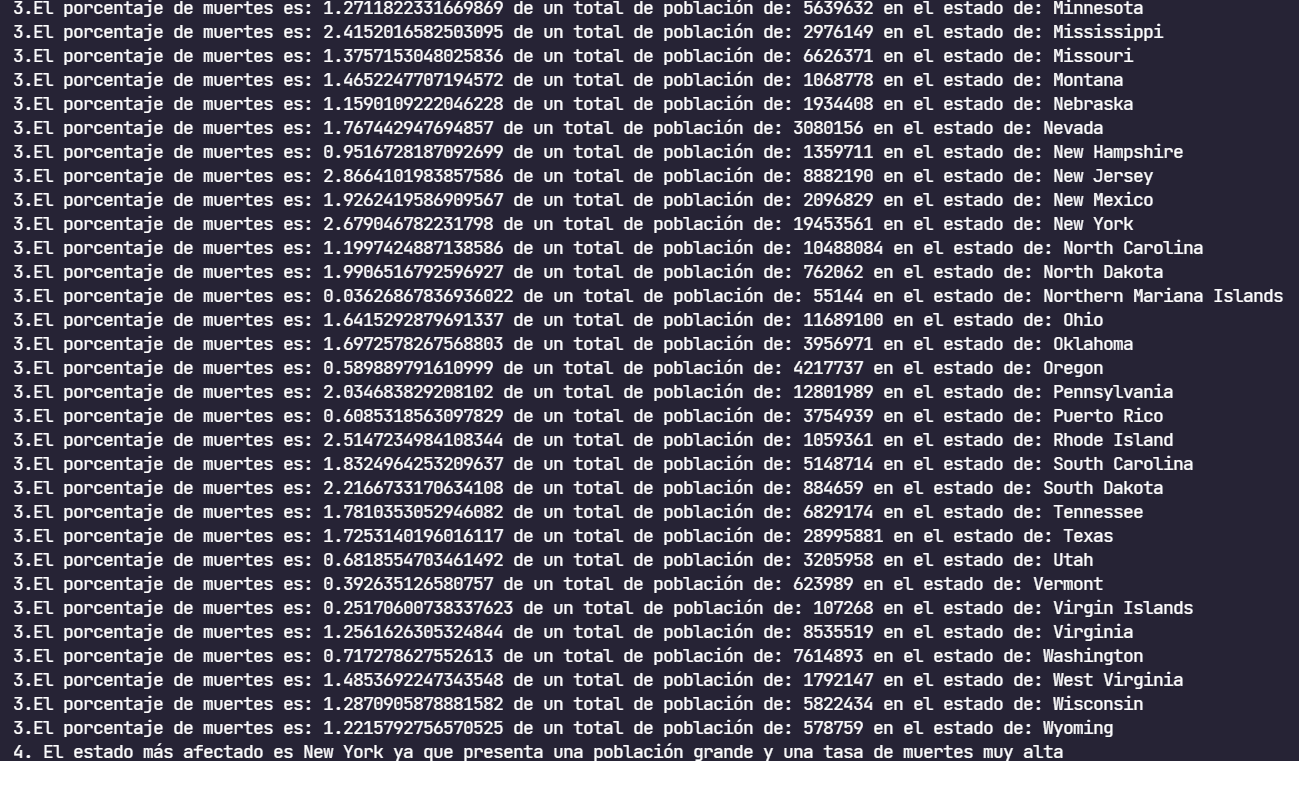 3.El porcentaje de muertes es: 1.2711822331669869 de un total de población de: 5639632 en el estado de: Minnesota
3.El porcentaje de muertes es: 2.4152016582503095 de un total de población de: 2976149 en el estado de: Mississippi
3.El porcentaje de muertes es: 1.3757153048025836 de un total de población de: 6626371 en el estado de: Missouri
3.El porcentaje de muertes es: 1.4652247707194572 de un total de población de: 1068778 en el estado de: Montana
3.El porcentaje de muertes es: 1.1590109222046228 de un total de población de: 1934408 en el estado de: Nebraska
3.El porcentaje de muertes es: 1.767442947694857 de un total de población de: 3080156 en el estado de: Nevada
3.El porcentaje de muertes es: 0.9516728187092699 de un total de población de: 1359711 en el estado de: New Hampshire
3.El porcentaje de muertes es: 2.8664101983857586 de un total de población de: 8882190 en el estado de: New Jersey
3.El porcentaje de muertes es: 1.9262419586909567 de un total de población de: 2096829 en el estado de: New Mexico
3.El porcentaje de muertes es: 2.679046782231798 de un total de población de: 19453561 en el estado de: New York
3.El porcentaje de muertes es: 1.1997424887138586 de un total de población de: 10488084 en el estado de: North Carolina
3.El porcentaje de muertes es: 1.9906516792596927 de un total de población de: 762062 en el estado de: North Dakota
3.El porcentaje de muertes es: 0.03626867836936022 de un total de población de: 55144 en el estado de: Northern Mariana Islands
3.El porcentaje de muertes es: 1.6415292879691337 de un total de población de: 11689100 en el estado de: Ohio
3.El porcentaje de muertes es: 1.6972578267568803 de un total de población de: 3956971 en el estado de: Oklahoma
3.El porcentaje de muertes es: 0.589889791610999 de un total de población de: 4217737 en el estado de: Oregon
3.El porcentaje de muertes es: 2.034683829208102 de un total de población de: 12801989 en el estado de: Pennsylvania
3.El porcentaje de muertes es: 0.6085318563097829 de un total de población de: 3754939 en el estado de: Puerto Rico
3.El porcentaje de muertes es: 2.5147234984108344 de un total de población de: 1059361 en el estado de: Rhode Island
3.El porcentaje de muertes es: 1.8324964253209637 de un total de población de: 5148714 en el estado de: South Carolina
3.El porcentaje de muertes es: 2.2166733170634108 de un total de población de: 884659 en el estado de: South Dakota
3.El porcentaje de muertes es: 1.7810353052946082 de un total de población de: 6829174 en el estado de: Tennessee
3.El porcentaje de muertes es: 1.7253140196016117 de un total de población de: 28995881 en el estado de: Texas
3.El porcentaje de muertes es: 0.6818554703461492 de un total de población de: 3205958 en el estado de: Utah
3.El porcentaje de muertes es: 0.392635126580757 de un total de población de: 623989 en el estado de: Vermont
3.El porcentaje de muertes es: 0.25170600738337623 de un total de población de: 107268 en el estado de: Virgin Islands
3.El porcentaje de muertes es: 1.2561626305324844 de un total de población de: 8535519 en el estado de: Virginia
3.El porcentaje de muertes es: 0.717278627552613 de un total de población de: 7614893 en el estado de: Washington
3.El porcentaje de muertes es: 1.4853692247343548 de un total de población de: 1792147 en el estado de: West Virginia
3.El porcentaje de muertes es: 1.2870905878881582 de un total de población de: 5822434 en el estado de: Wisconsin
3.El porcentaje de muertes es: 1.2215792756570525 de un total de población de: 578759 en el estado de: Wyoming
4. El estado más afectado es New York ya que presenta una población grande y una tasa de muertes muy alta